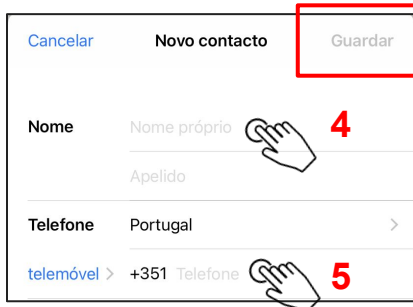 Cancelar Novo contacto Guardar
Nome Nome próprio 4
Apelido
Telefone Portugal >
telemóvel > +351 Telefone 5